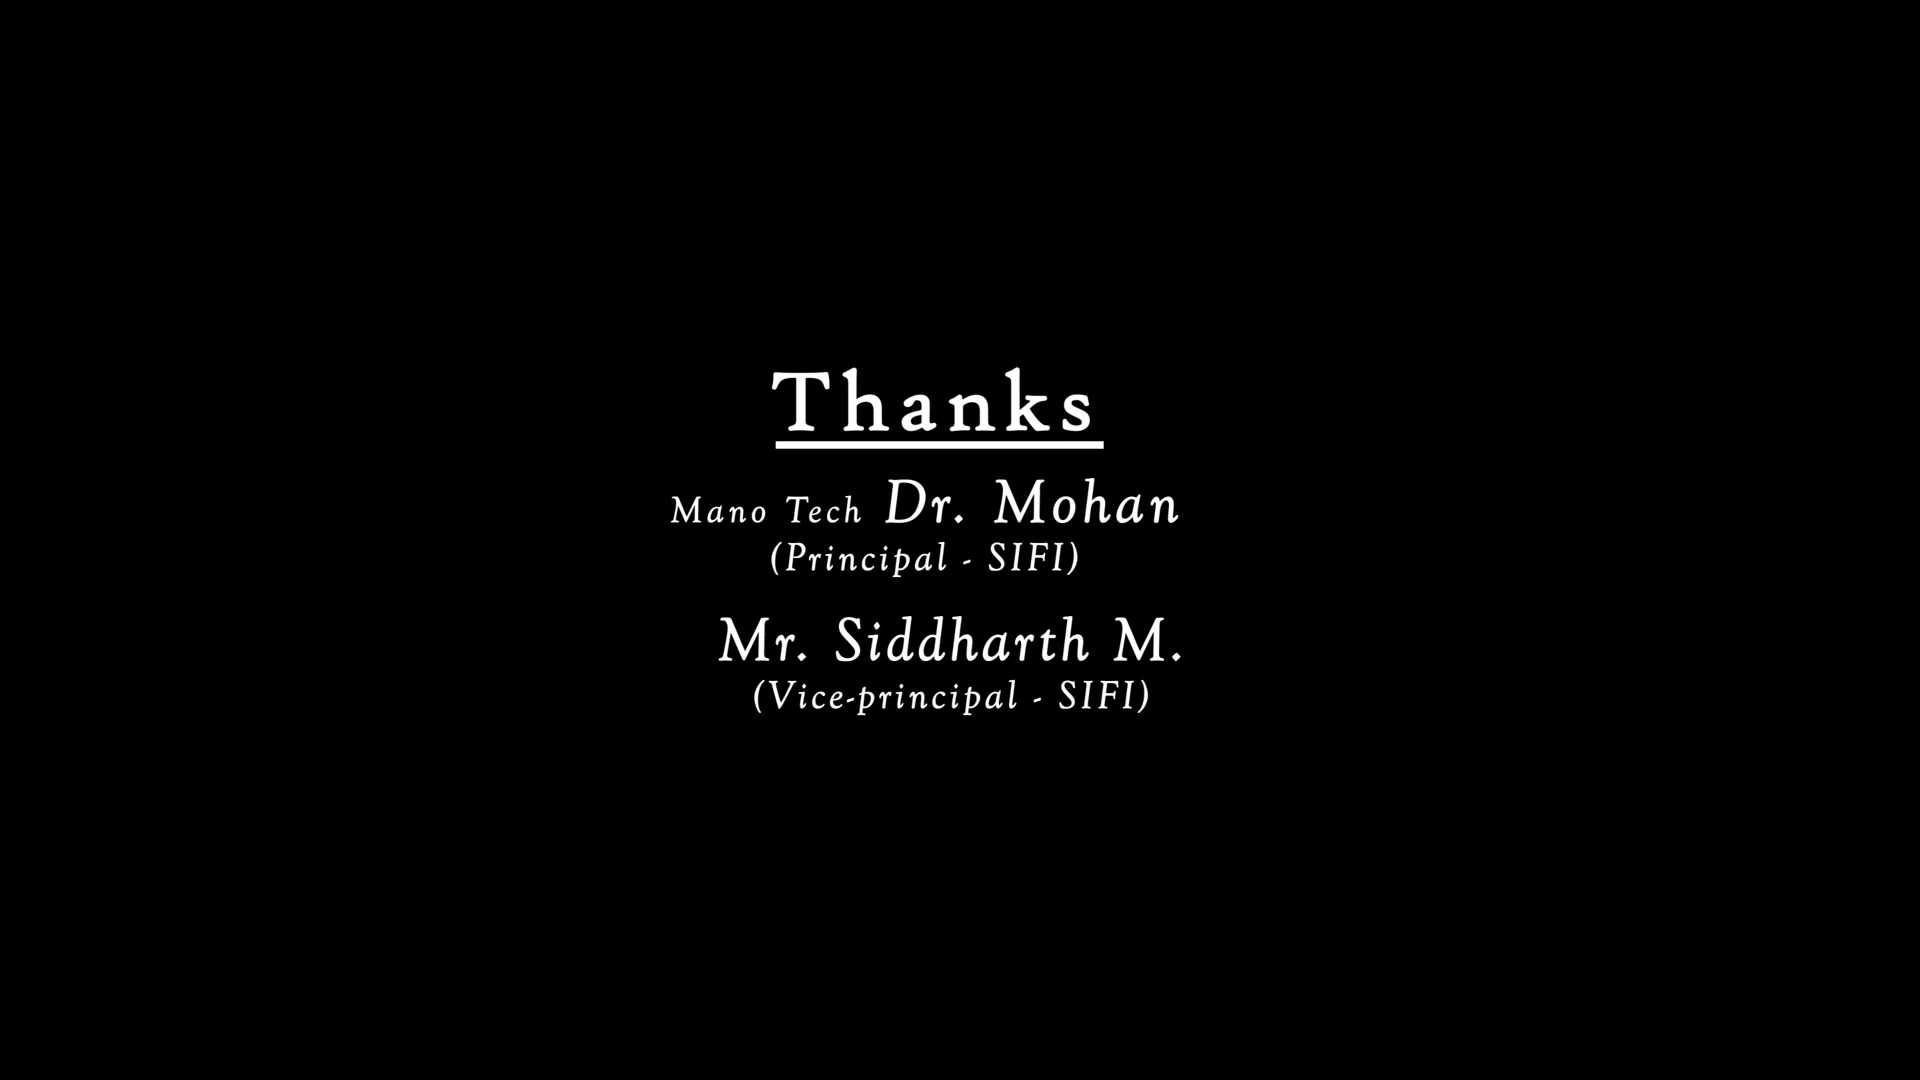 Thanks
Mano Tech Dr. Mohan
(Principal - SIFI)
Mr. Siddharth M.
(Vice-principal - SIFI)